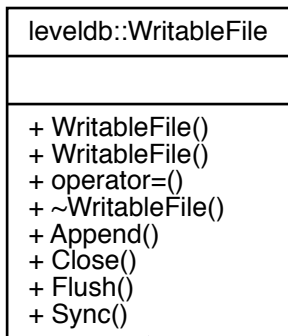 leveldb::WritableFile
+ WritableFile()
+ WritableFile()
+ operator=()
+ ~WritableFile()
+ Append()
+ Close()
+ Flush()
+ Sync()